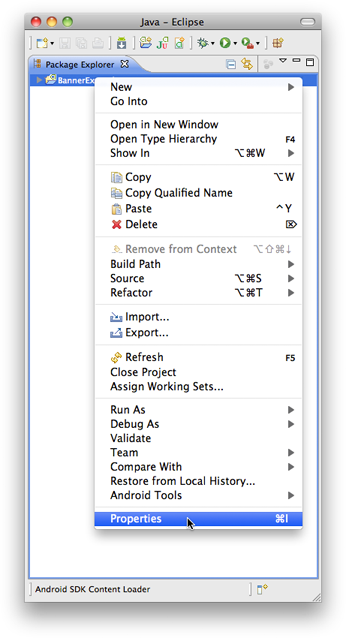 Java - Eclipse
Package Explorer
BannerEx
New
Go Into
Open in New Window
Open Type Hierarchy F4
Show In ⌥⌘W
Copy ⌥W
Copy Qualified Name
Paste ^Y
Delete ⌦
Remove from Context ⌥⇧⌘↓
Build Path
Source ⌥⌘S
Refactor ⌥⌘T
Import...
Export...
Refresh F5
Close Project
Assign Working Sets...
Run As
Debug As
Validate
Team
Compare With
Restore from Local History...
Android Tools
Properties ⌘I
Android SDK Content Loader